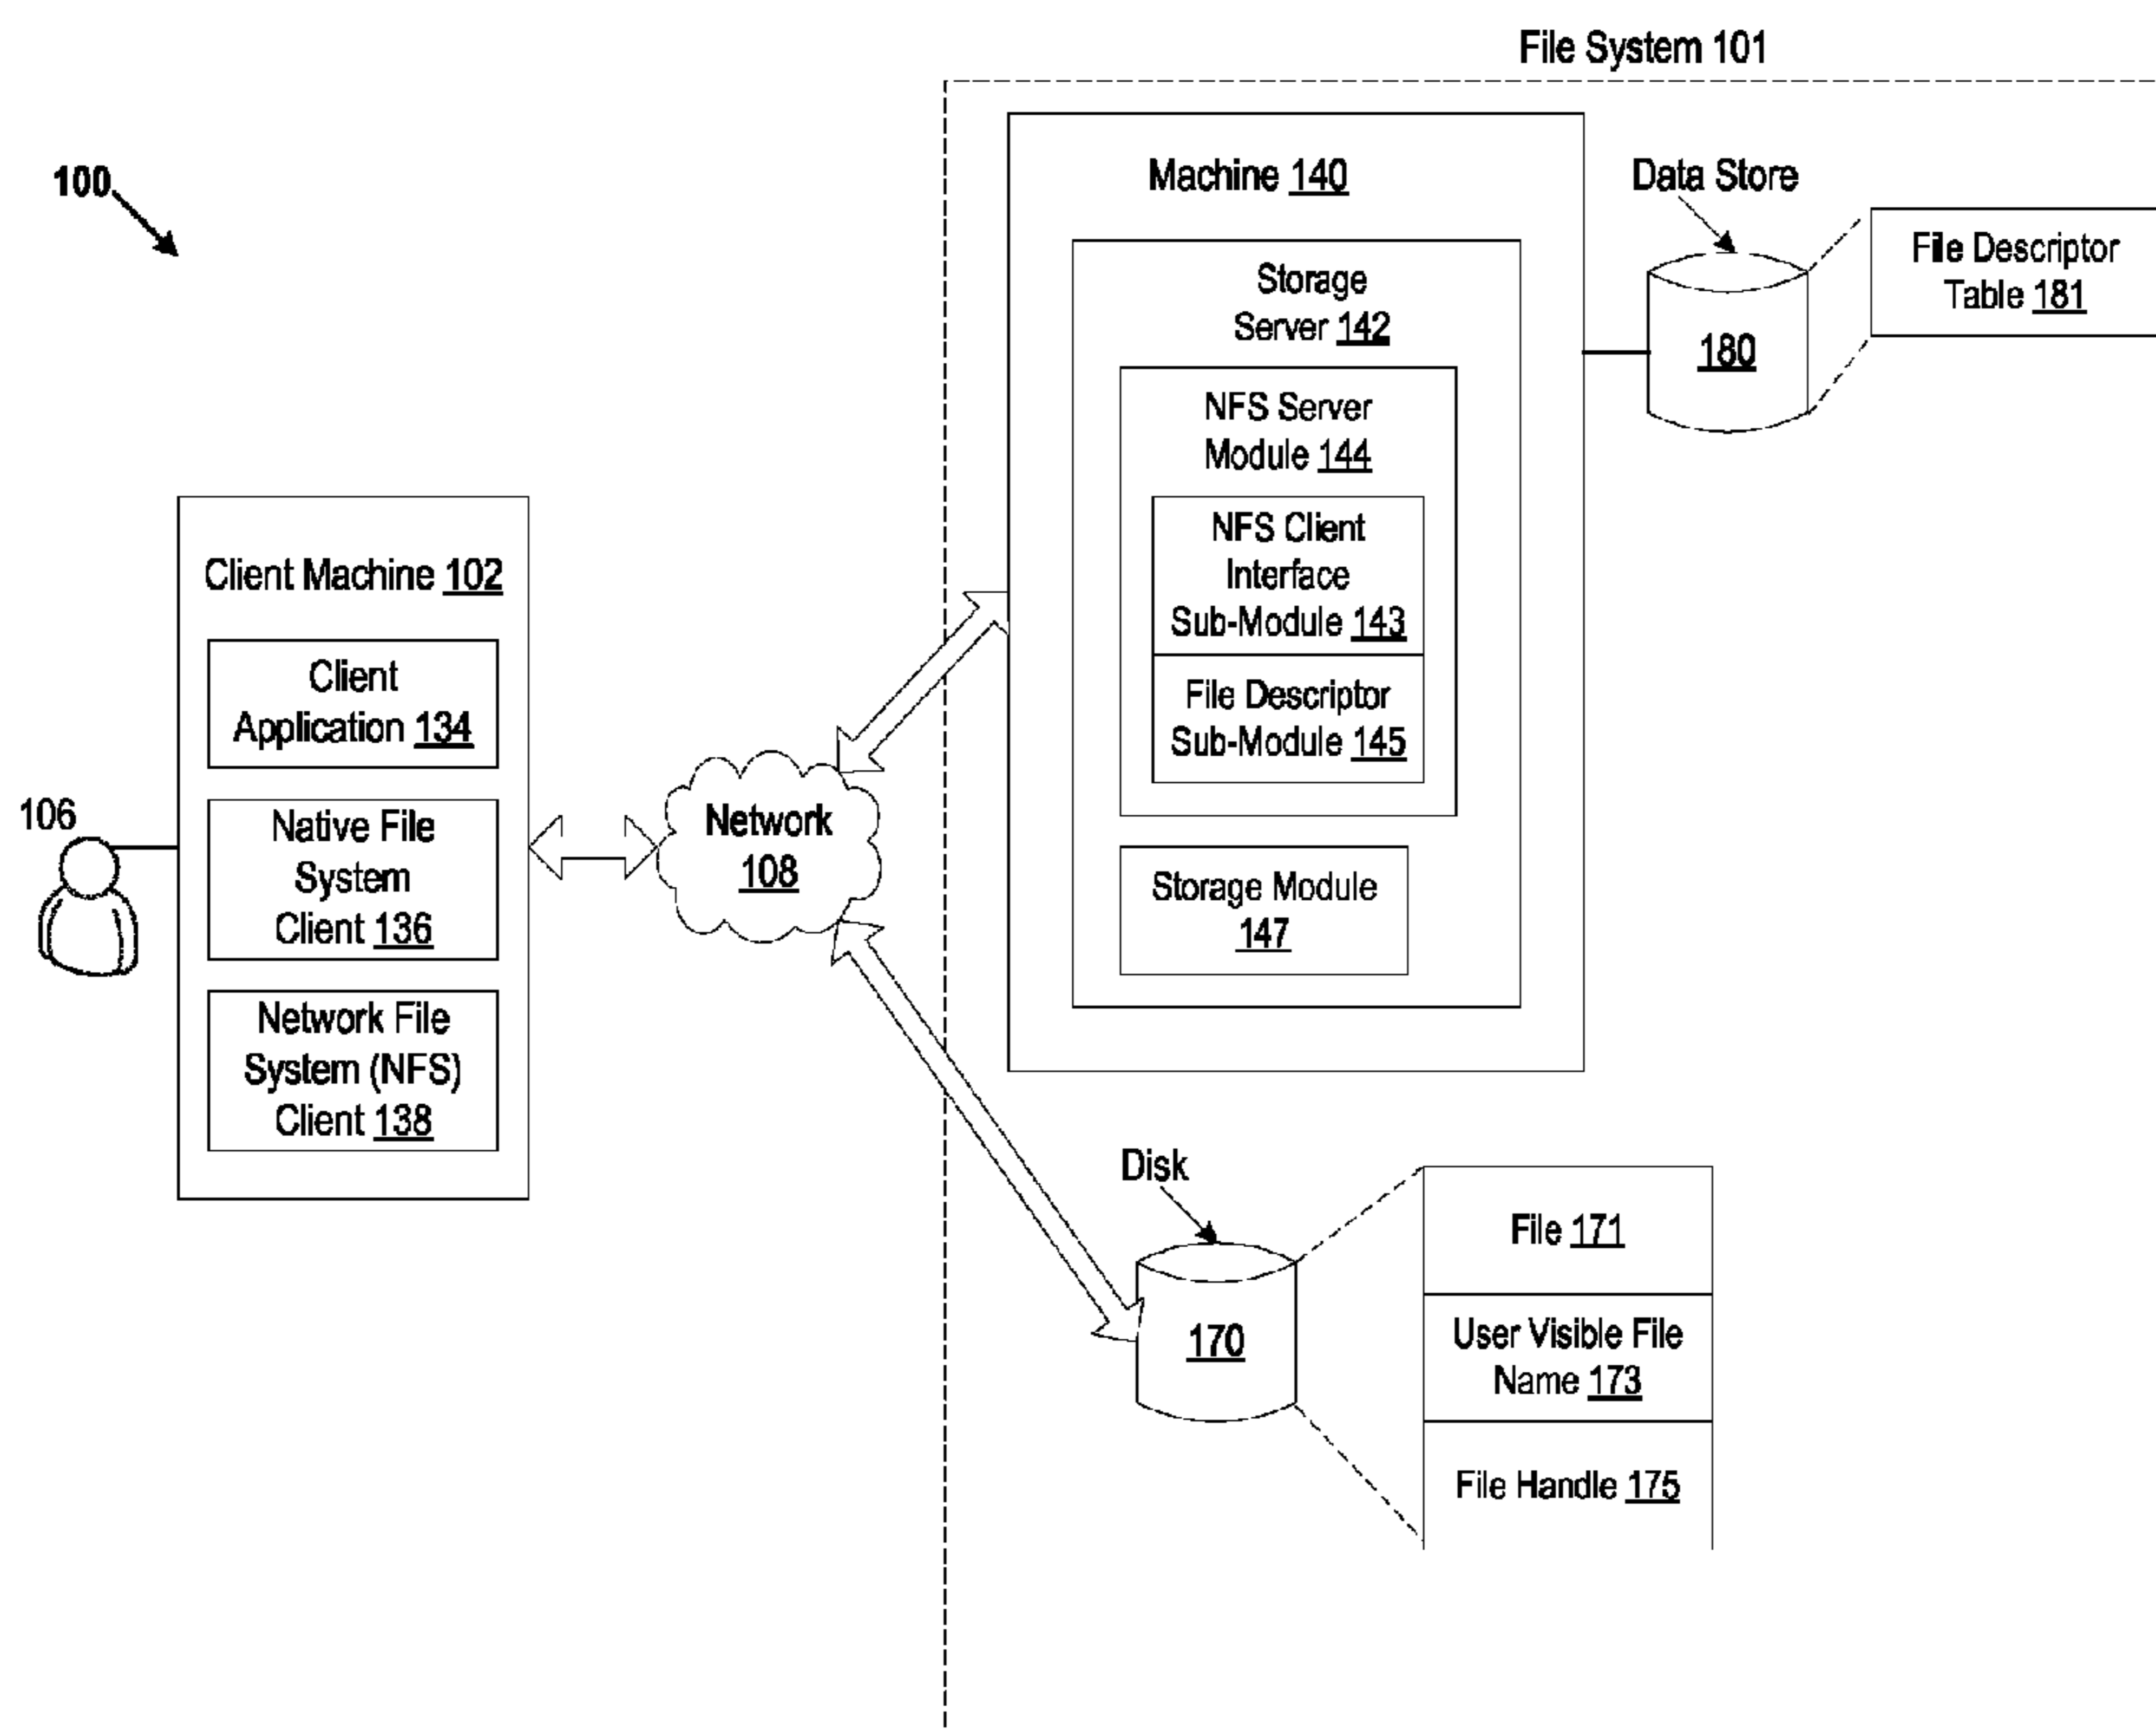 File System 101
100
Machine 140
Data Store
File Descriptor
Table 181
Storage
Server 142
180
NFS Server
Module 144
NFS Client
Interface
Sub-Module 143
File Descriptor
Sub-Module 145
Storage Module
147
Client Machine 102
Client
Application 134
Native File
System
Client 136
Network File
System (NFS)
Client 138
106
Network
108
Disk
170
File 171
User Visible File
Name 173
File Handle 175